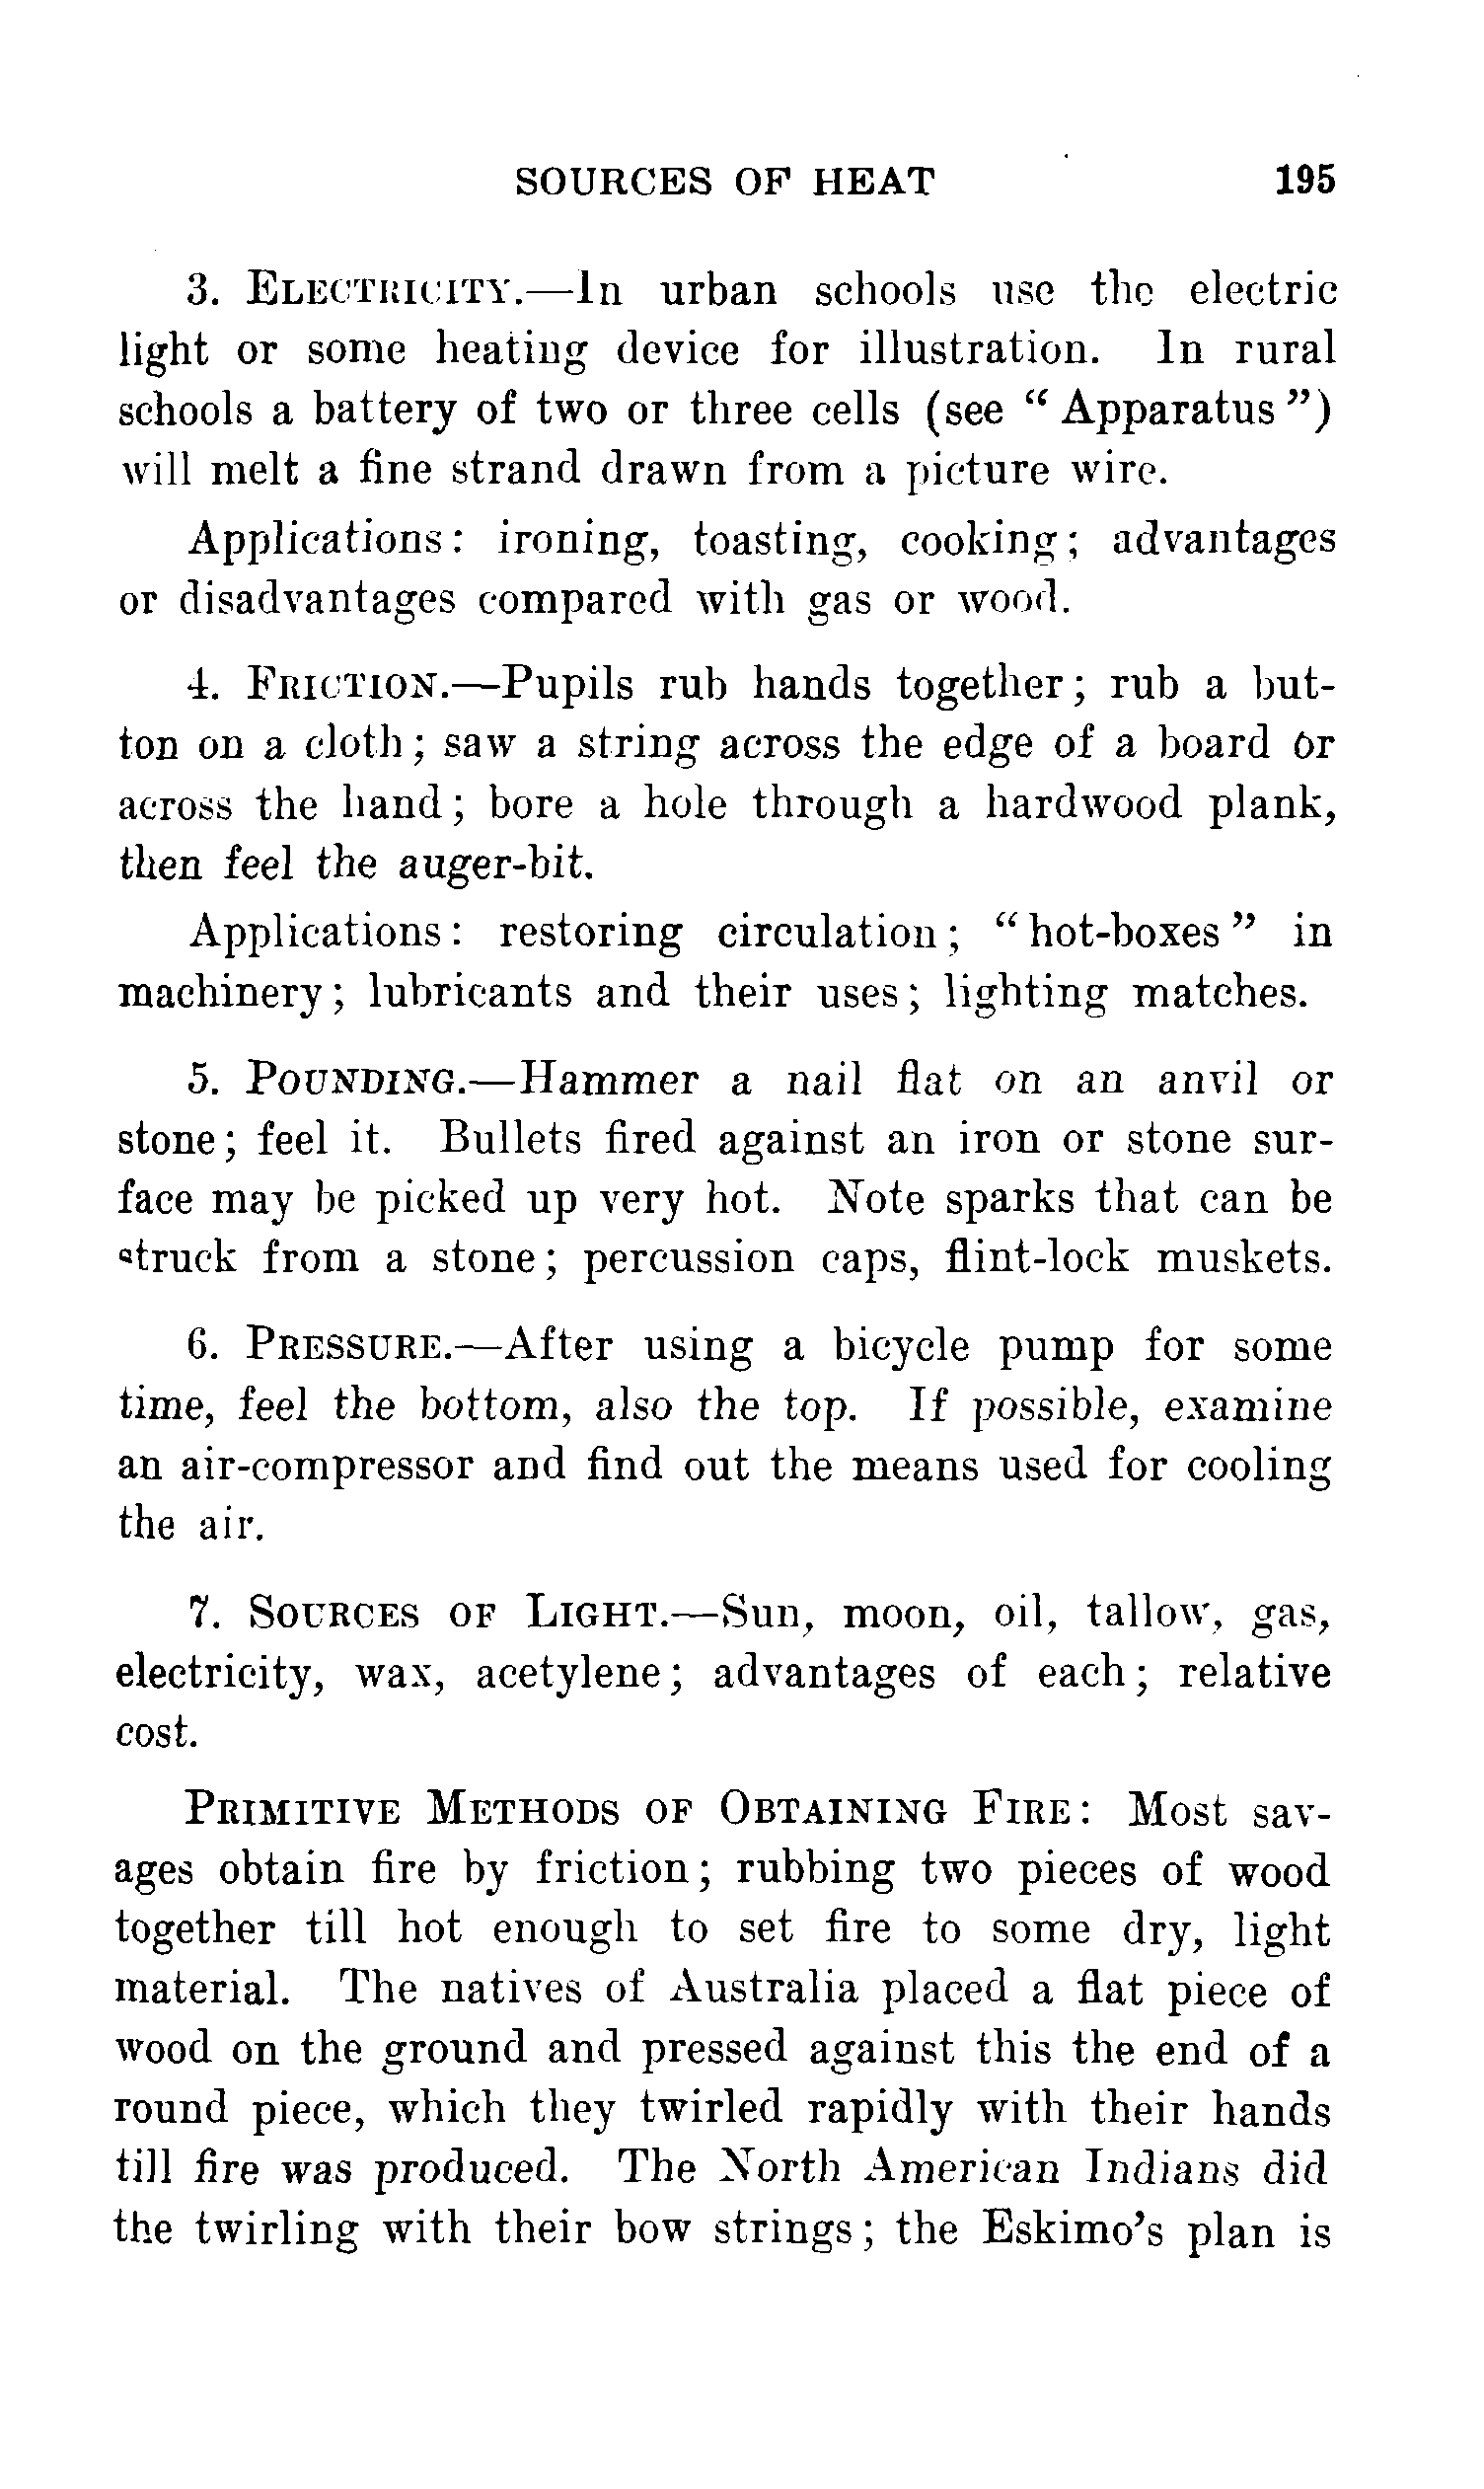 SOURCES OF HEAT 195
3. ELECTRICITY.—In urban schools use the electric
light or some heating device for illustration. In rural
schools a battery of two or three cells (see “ Apparatus ”)
will melt a fine strand drawn from a picture wire.
Applications: ironing, toasting, cooking; advantages
or disadvantages compared with gas or wood.
4. FRICTION.—Pupils rub hands together; rub a but-
ton on a cloth; saw a string across the edge of a board or
across the hand; bore a hole through a hardwood plank,
then feel the auger-bit.
Applications: restoring circulation; “ hot-boxes ” in
machinery; lubricants and their uses; lighting matches.
5. POUNDING.—Hammer a nail flat on an anvil or
stone; feel it. Bullets fired against an iron or stone sur-
face may be picked up very hot. Note sparks that can be
struck from a stone; percussion caps, flint-lock muskets.
6. PRESSURE.—After using a bicycle pump for some
time, feel the bottom, also the top. If possible, examine
an air-compressor and find out the means used for cooling
the air.
7. SOURCES OF LIGHT.—Sun, moon, oil, tallow, gas,
electricity, wax, acetylene; advantages of each; relative
cost.
PRIMITIVE METHODS OF OBTAINING FIRE: Most sav-
ages obtain fire by friction; rubbing two pieces of wood
together till hot enough to set fire to some dry, light
material. The natives of Australia placed a flat piece of
wood on the ground and pressed against this the end of a
round piece, which they twirled rapidly with their hands
till fire was produced. The North American Indians did
the twirling with their bow strings; the Eskimo’s plan is